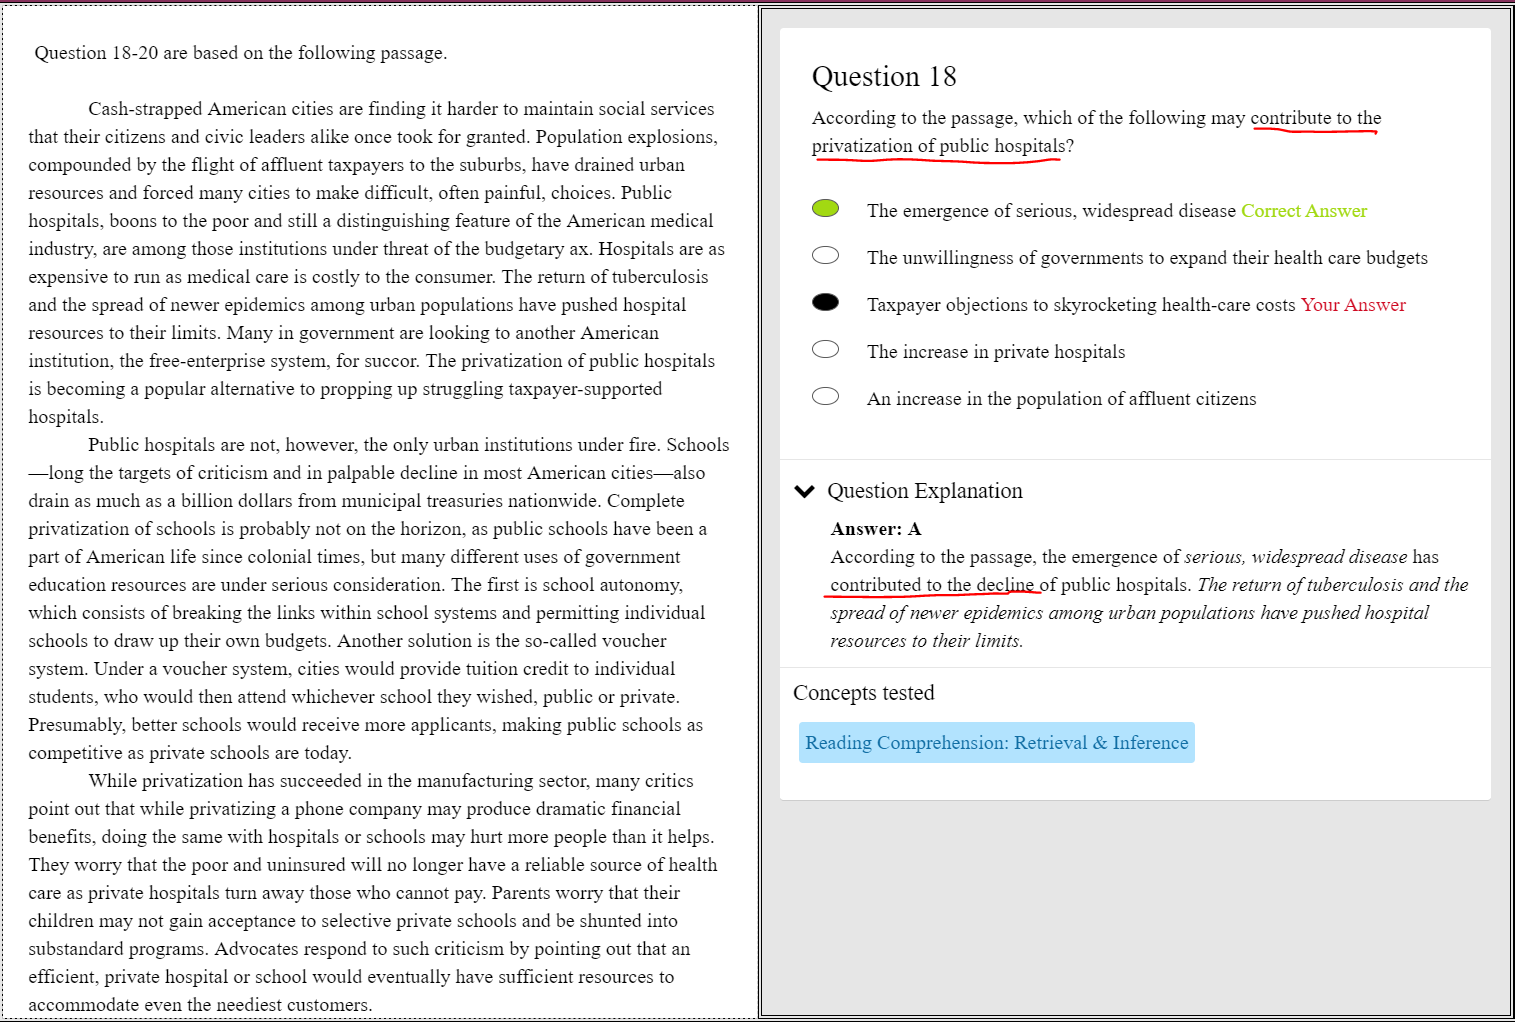 Question 18-20 are based on the following passage.
Cash-strapped American cities are finding it harder to maintain social services
that their citizens and civic leaders alike once took for granted. Population explosions,
compounded by the flight of affluent taxpayers to the suburbs, have drained urban
resources and forced many cities to make difficult, often painful, choices. Public
hospitals, boons to the poor and still a distinguishing feature of the American medical
industry, are among those institutions under threat of the budgetary ax. Hospitals are as
expensive to run as medical care is costly to the consumer. The return of tuberculosis
and the spread of newer epidemics among urban populations have pushed hospital
resources to their limits. Many in government are looking to another American
institution, the free-enterprise system, for succor. The privatization of public hospitals
is becoming a popular alternative to propping up struggling taxpayer-supported
hospitals.
Public hospitals are not, however, the only urban institutions under fire. Schools
—long the targets of criticism and in palpable decline in most American cities—also
drain as much as a billion dollars from municipal treasuries nationwide. Complete
privatization of schools is probably not on the horizon, as public schools have been a
part of American life since colonial times, but many different uses of government
education resources are under serious consideration. The first is school autonomy,
which consists of breaking the links within school systems and permitting individual
schools to draw up their own budgets. Another solution is the so-called voucher
system. Under a voucher system, cities would provide tuition credit to individual
students, who would then attend whichever school they wished, public or private.
Presumably, better schools would receive more applicants, making public schools as
competitive as private schools are today.
While privatization has succeeded in the manufacturing sector, many critics
point out that while privatizing a phone company may produce dramatic financial
benefits, doing the same with hospitals or schools may hurt more people than it helps.
They worry that the poor and uninsured will no longer have a reliable source of health
care as private hospitals turn away those who cannot pay. Parents worry that their
children may not gain acceptance to selective private schools and be shunted into
substandard programs. Advocates respond to such criticism by pointing out that an
efficient, private hospital or school would eventually have sufficient resources to
accommodate even the neediest customers.
Question 18
According to the passage, which of the following may contribute to the
privatization of public hospitals?
The emergence of serious, widespread disease Correct Answer
The unwillingness of governments to expand their health care budgets
Taxpayer objections to skyrocketing health-care costs Your Answer
The increase in private hospitals
An increase in the population of affluent citizens
Question Explanation
Answer: A
According to the passage, the emergence of serious, widespread disease has
contributed to the decline of public hospitals. The return of tuberculosis and the
spread of newer epidemics among urban populations have pushed hospital
resources to their limits.
Concepts tested
Reading Comprehension: Retrieval & Inference